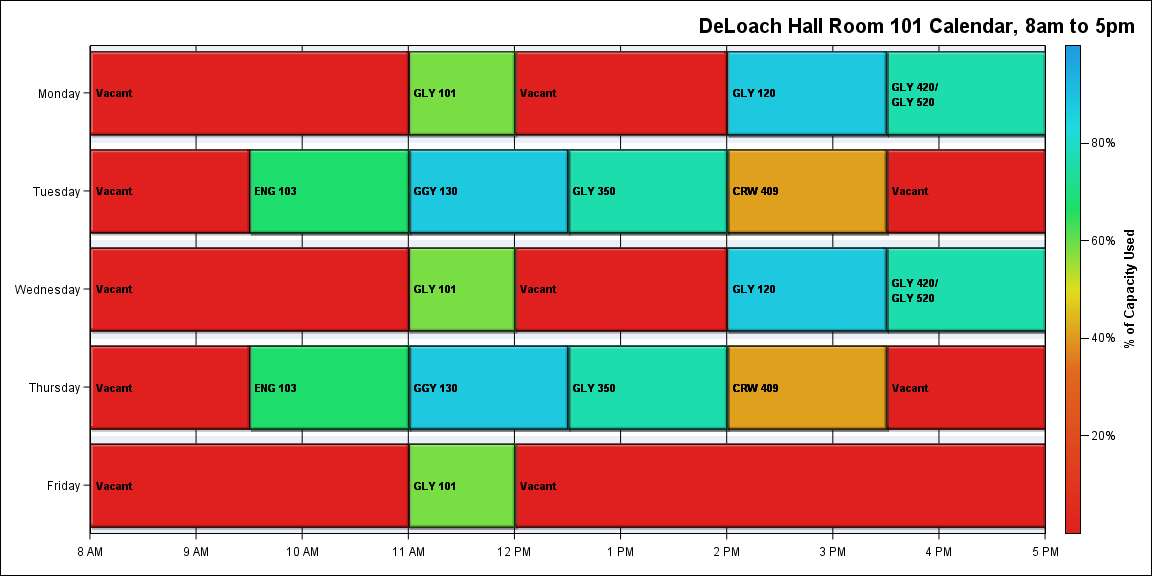 DeLoach Hall Room 101 Calendar, 8am to 5pm
Monday
Vacant
GLY 101
Vacant
GLY 120
GLY 420/
GLY 520
Tuesday
Vacant
ENG 103
GGY 130
GLY 350
CRW 409
Vacant
Wednesday
Vacant
GLY 101
Vacant
GLY 120
GLY 420/
GLY 520
Thursday
Vacant
ENG 103
GGY 130
GLY 350
CRW 409
Vacant
Friday
Vacant
GLY 101
Vacant
8 AM
9 AM
10 AM
11 AM
12 PM
1 PM
2 PM
3 PM
4 PM
5 PM
80%
60%
40%
20%
% of Capacity Used